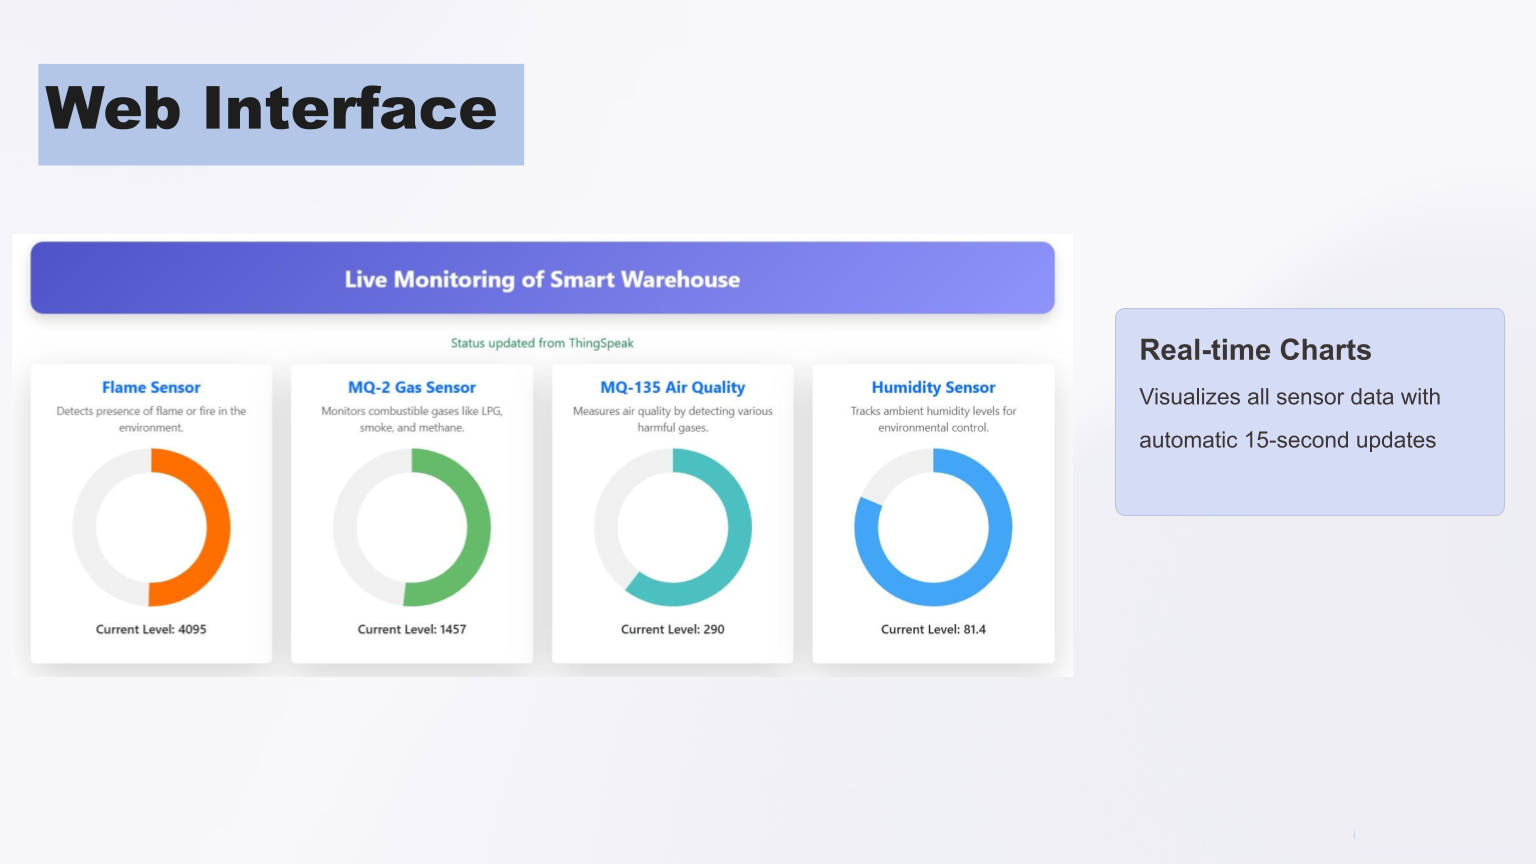 Web Interface
Live Monitoring of Smart Warehouse
Status updated from ThingSpeak
Flame Sensor
Detects presence of flame or fire in the
environment.
Current Level: 4095
MQ-2 Gas Sensor
Monitors combustible gases like LPG,
smoke, and methane.
Current Level: 1457
MQ-135 Air Quality
Measures air quality by detecting various
harmful gases.
Current Level: 290
Humidity Sensor
Tracks ambient humidity levels for
environmental control.
Current Level: 81.4
Real-time Charts
Visualizes all sensor data with
automatic 15-second updates